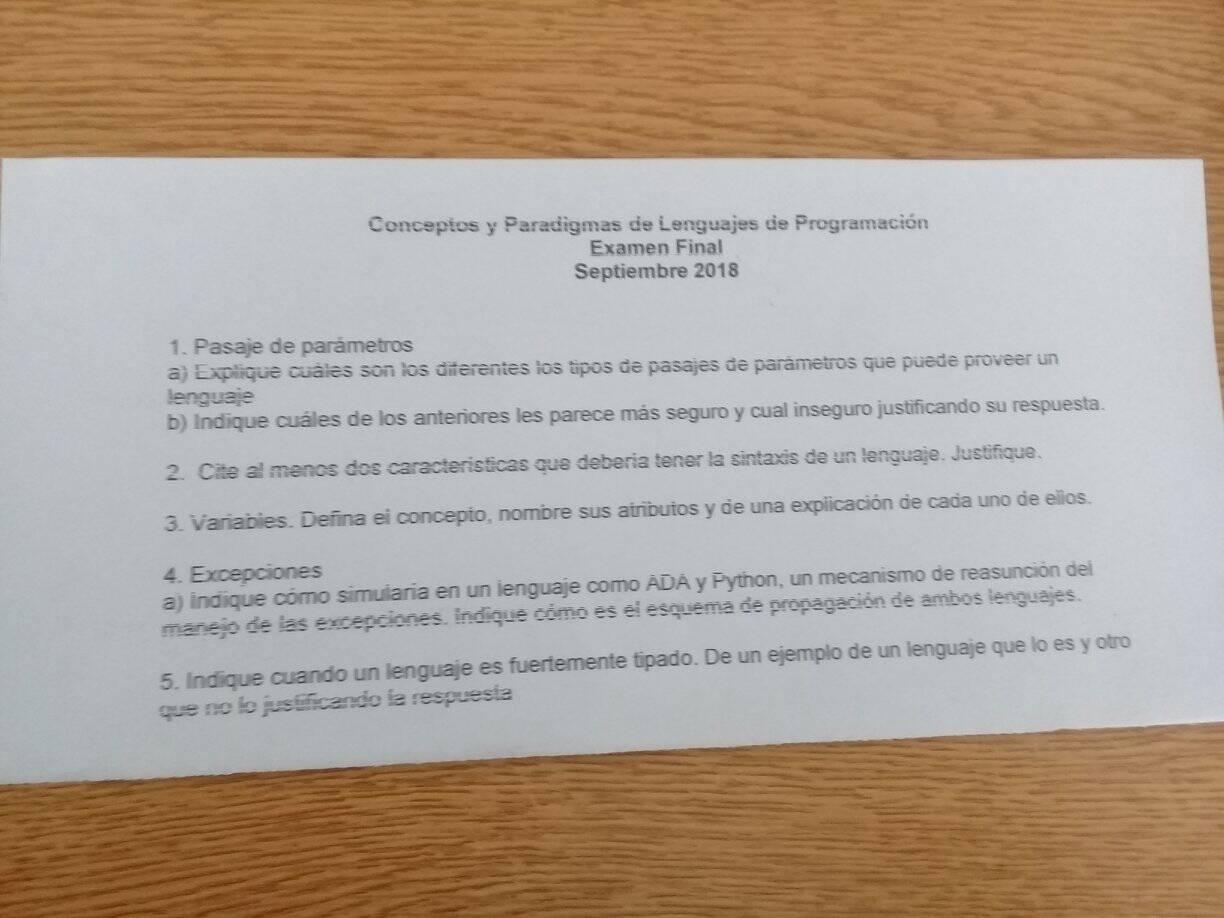 Conceptos y Paradigmas de Lenguajes de Programación
Examen Final
Septiembre 2018
1. Pasaje de parámetros
a) Explique cuáles son los diferentes los tipos de pasajes de parámetros que puede proveer un
lenguaje
b) Indique cuáles de los anteriores les parece más seguro y cual inseguro justificando su respuesta.
2. Cite al menos dos características que debería tener la sintaxis de un lenguaje. Justifique.
3. Variables. Defina el concepto, nombre sus atributos y de una explicación de cada uno de ellos.
4. Excepciones
a) Indique cómo simularía en un lenguaje como ADA y Python, un mecanismo de reasunción del
manejo de las excepciones. Indique cómo es el esquema de propagación de ambos lenguajes.
5. Indique cuando un lenguaje es fuertemente tipado. De un ejemplo de un lenguaje que lo es y otro
que no lo justificando la respuesta